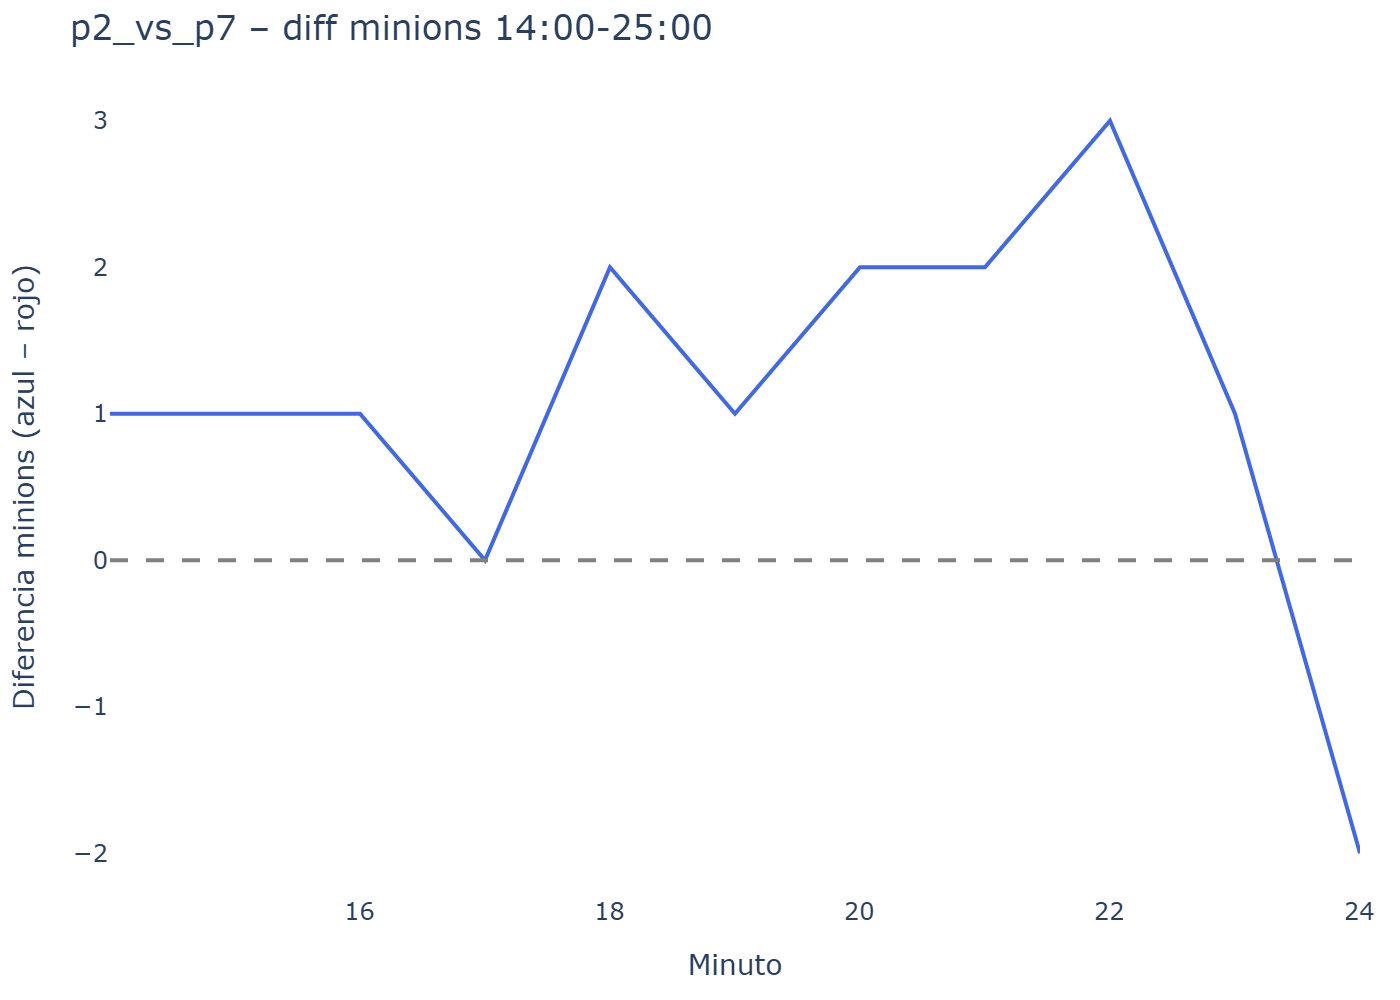 p2_vs_p7 – diff minions 14:00-25:00
3
2
1
0
−1
−2
Diferencia minions (azul – rojo)
16 18 20 22 24
Minuto